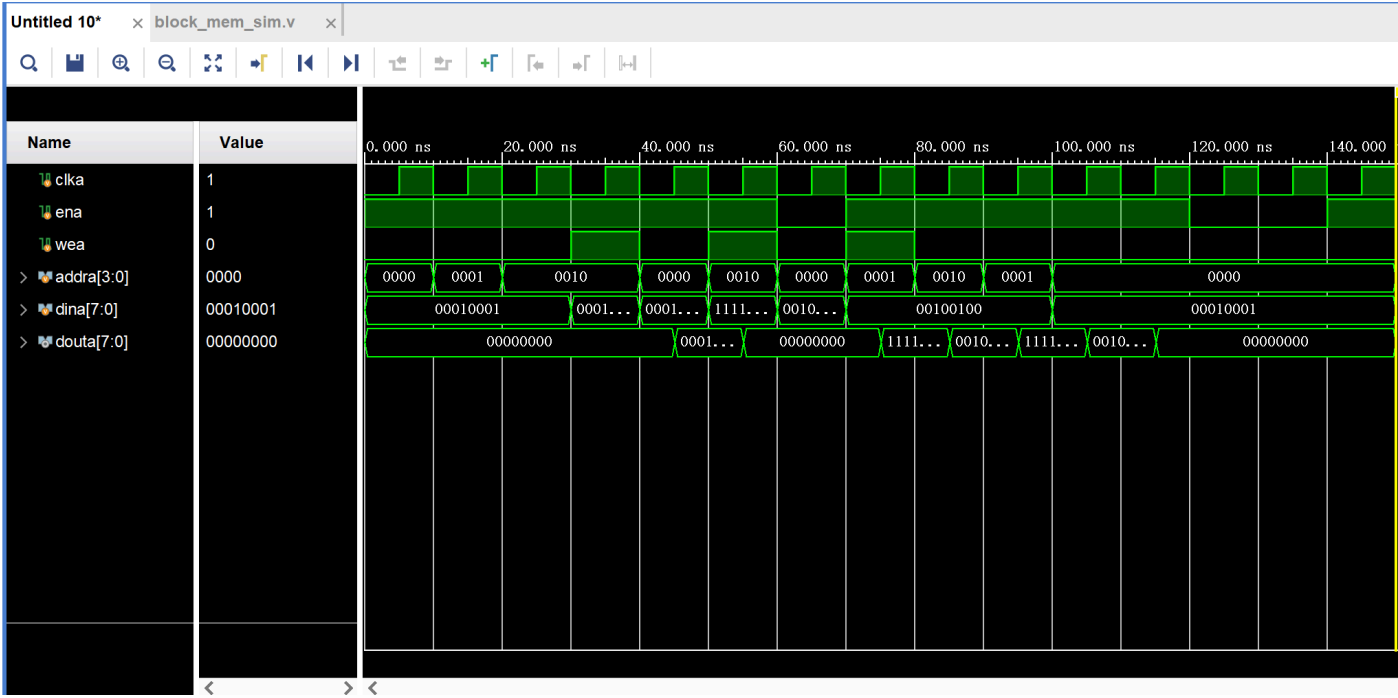 Untitled 10* × block_mem_sim.v ×
Name Value
0.000 ns 20.000 ns 40.000 ns 60.000 ns 80.000 ns 100.000 ns 120.000 ns 140.000
clka 1
ena 1
wea 0
addra[3:0] 0000 0000 0001 0010 0000 0010 0000 0001 0010 0001 0000
dina[7:0] 00010001 00010001 0001... 0001... 1111... 0010... 00100100 00010001
douta[7:0] 00000000 00000000 0001... 00000000 1111... 0010... 1111... 0010... 00000000